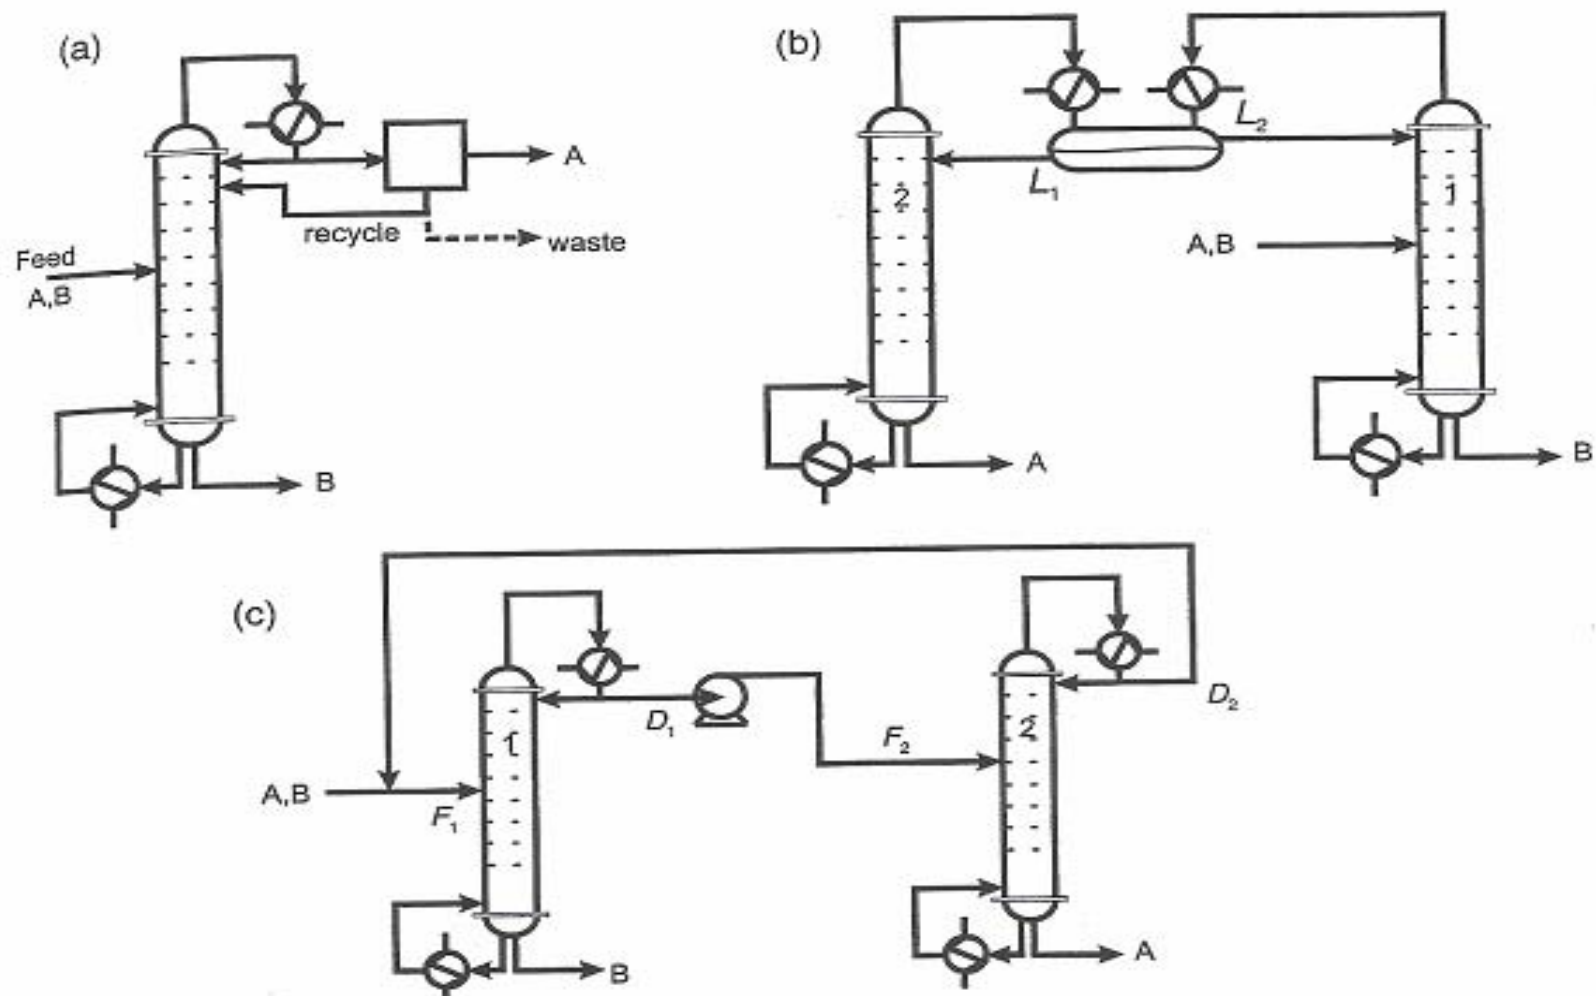 (a)
A
recycle
waste
Feed
A,B
B
(b)
L₂
L₁
2
1
A,B
A
B
(c)
D₁
F₂
D₂
1
2
A,B
F₁
B
A